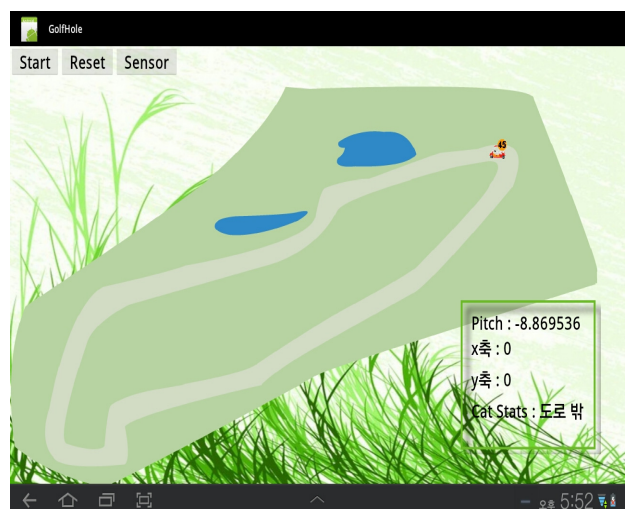 GolfHole
Start Reset Sensor
45
Pitch : -8.869536
x축 : 0
y축 : 0
Cat Stats : 도로 밖
오후 5:52